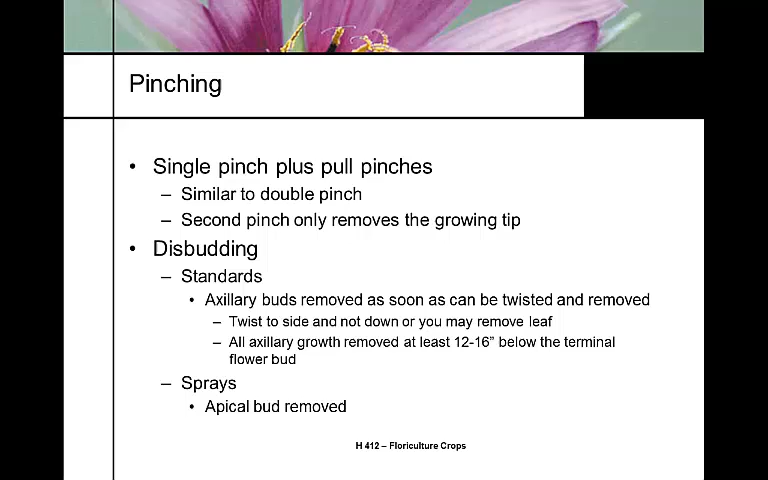 Pinching
• Single pinch plus pull pinches
– Similar to double pinch
– Second pinch only removes the growing tip
• Disbudding
– Standards
• Axillary buds removed as soon as can be twisted and removed
– Twist to side and not down or you may remove leaf
– All axillary growth removed at least 12-16” below the terminal
flower bud
– Sprays
• Apical bud removed
H 412 – Floriculture Crops